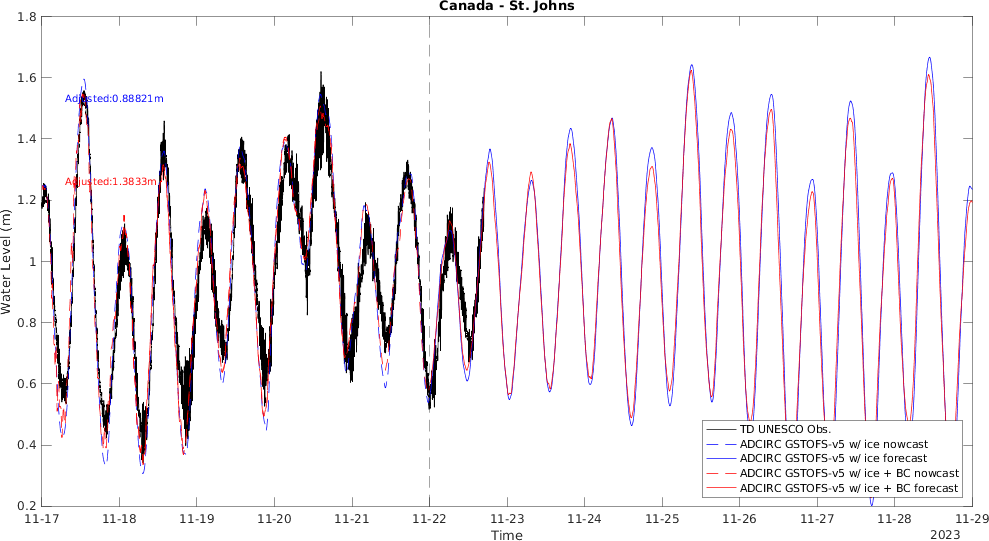 Canada - St. Johns
1.8
1.6
1.4
1.2
1
0.8
0.6
0.4
0.2
Water Level (m)
Adjusted:0.88821m
Adjusted:1.3833m
TD UNESCO Obs.
ADCIRC GSTOFS-v5 w/ ice nowcast
ADCIRC GSTOFS-v5 w/ ice forecast
ADCIRC GSTOFS-v5 w/ ice + BC nowcast
ADCIRC GSTOFS-v5 w/ ice + BC forecast
11-17 11-18 11-19 11-20 11-21 11-22 11-23 11-24 11-25 11-26 11-27 11-28 11-29
Time
2023